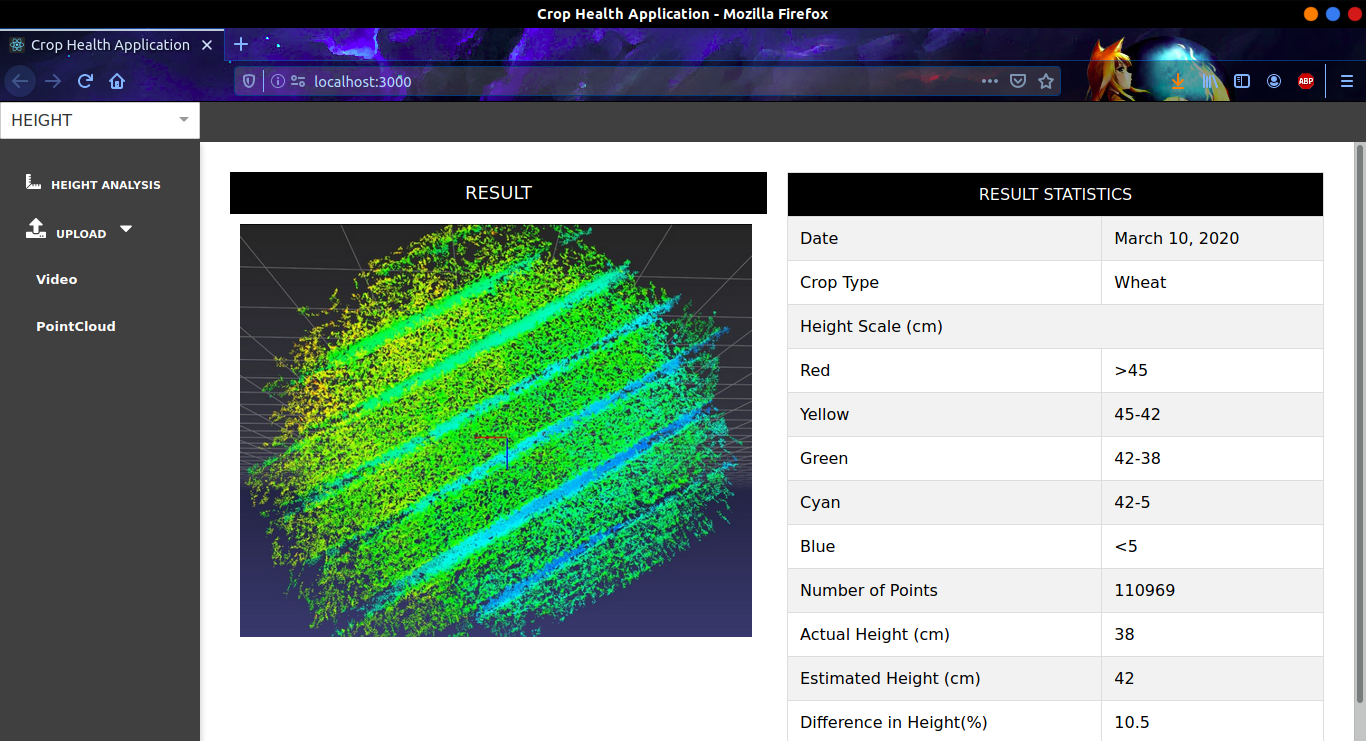 Crop Health Application - Mozilla Firefox
Crop Health Application
localhost:3000
ABP
HEIGHT
HEIGHT ANALYSIS
UPLOAD
Video
PointCloud
RESULT
RESULT STATISTICS
Date March 10, 2020
Crop Type Wheat
Height Scale (cm)
Red >45
Yellow 45-42
Green 42-38
Cyan 42-5
Blue <5
Number of Points 110969
Actual Height (cm) 38
Estimated Height (cm) 42
Difference in Height(%) 10.5